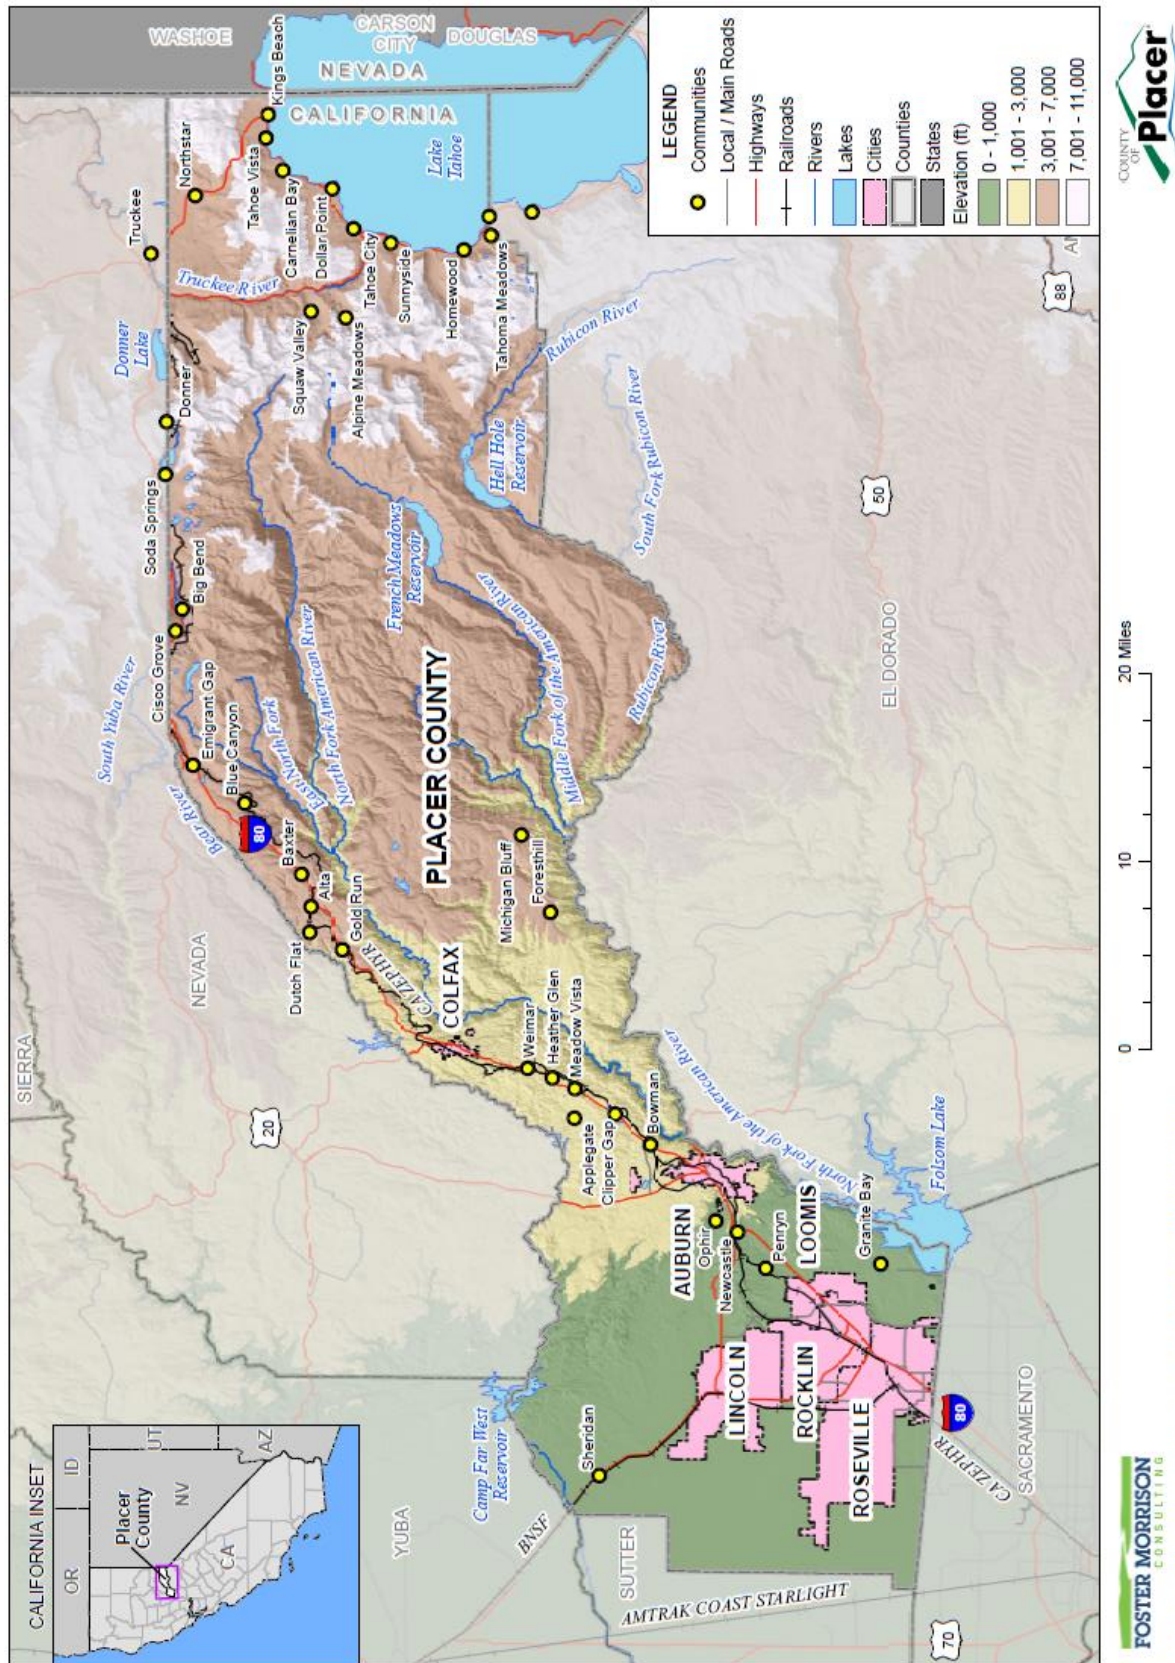 CALIFORNIA INSET
OR
ID
UT
NV
AZ
CA
Placer
County
SIERRA
NEVADA
YUBA
SUTTER
SACRAMENTO
EL DORADO
WASHOE
CARSON
CITY
DOUGLAS
NEVADA
CALIFORNIA
20
80
80
70
50
88
South Yuba River
Bear River
Donner
Lake
Truckee River
Lake
Tahoe
Camp Far West
Reservoir
East North Fork
North Fork American River
French Meadows
Reservoir
Hell Hole
Reservoir
Middle Fork of the American River
Rubicon River
Rubicon River
South Fork Rubicon River
North Fork of the American River
North Fork of the American River
Folsom Lake
BNSF
AMTRAK COAST STARLIGHT
CA ZEPHYR
CA ZEPHYR
PLACER COUNTY
COLFAX
AUBURN
LOOMIS
LINCOLN
ROCKLIN
ROSEVILLE
Truckee
Northstar
Kings Beach
Tahoe Vista
Carnelian Bay
Dollar Point
Tahoe City
Sunnyside
Homewood
Tahoma Meadows
Squaw Valley
Alpine Meadows
Donner
Soda Springs
Big Bend
Cisco Grove
Emigrant Gap
Blue Canyon
Baxter
Alta
Dutch Flat
Gold Run
Michigan Bluff
Foresthill
Weimar
Heather Glen
Meadow Vista
Applegate
Clipper Gap
Bowman
Ophir
Newcastle
Penryn
Granite Bay
Sheridan
LEGEND
Communities
Local / Main Roads
Highways
Railroads
Rivers
Lakes
Cities
Counties
States
Elevation (ft)
0 - 1,000
1,001 - 3,000
3,001 - 7,000
7,001 - 11,000
0
10
20 Miles
FOSTER MORRISON
CONSULTING
COUNTY
OF
Placer